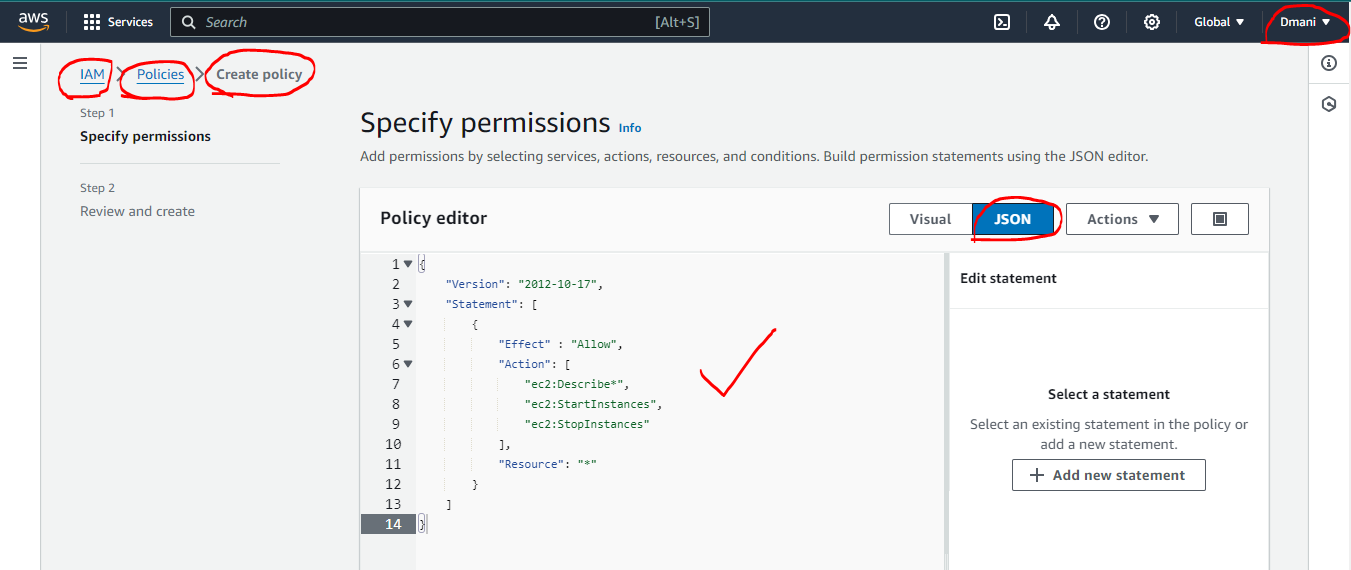 aws Services Search [Alt+S] Global Dmani
IAM Policies Create policy
Step 1
Specify permissions
Step 2
Review and create
Specify permissions Info
Add permissions by selecting services, actions, resources, and conditions. Build permission statements using the JSON editor.
Policy editor Visual JSON Actions
1 {
2 "Version": "2012-10-17",
3 "Statement": [
4 {
5 "Effect" : "Allow",
6 "Action": [
7 "ec2:Describe*",
8 "ec2:StartInstances",
9 "ec2:StopInstances"
10 ],
11 "Resource": "*"
12 }
13 ]
14 }
Edit statement
Select a statement
Select an existing statement in the policy or
add a new statement.
+ Add new statement